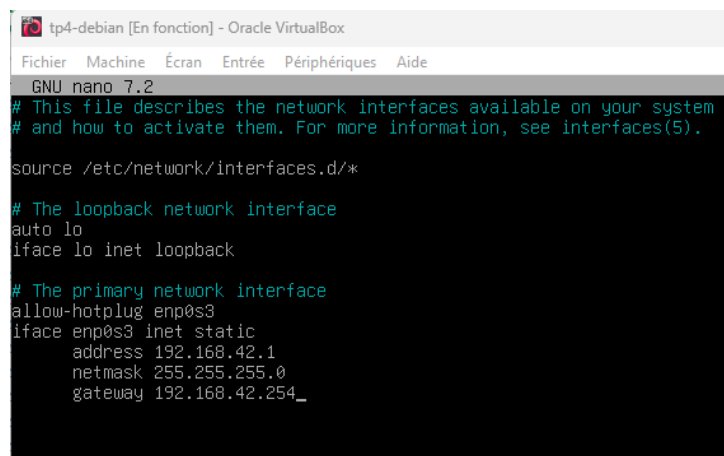 tp4-debian [En fonction] - Oracle VirtualBox
Fichier Machine Écran Entrée Périphériques Aide
GNU nano 7.2
# This file describes the network interfaces available on your system
# and how to activate them. For more information, see interfaces(5).
source /etc/network/interfaces.d/*
# The loopback network interface
auto lo
iface lo inet loopback
# The primary network interface
allow-hotplug enp0s3
iface enp0s3 inet static
address 192.168.42.1
netmask 255.255.255.0
gateway 192.168.42.254_